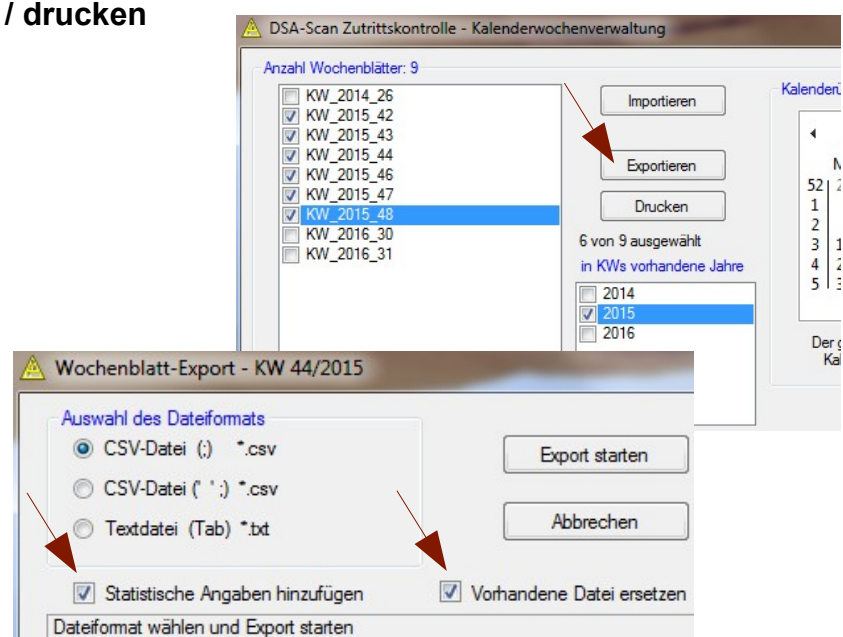 / drucken
DSA-Scan Zutrittskontrolle - Kalenderwochenverwaltung
Anzahl Wochenblätter: 9
KW_2014_26
KW_2015_42
KW_2015_43
KW_2015_44
KW_2015_46
KW_2015_47
KW_2015_48
KW_2016_30
KW_2016_31
Importieren
Exportieren
Drucken
6 von 9 ausgewählt
in KWs vorhandene Jahre
2014
2015
2016
52
1
2
3 1
4 2
5 3
Der
Wochenblatt-Export - KW 44/2015
Auswahl des Dateiformats
CSV-Datei (;) *.csv
CSV-Datei (' ' ;) *.csv
Textdatei (Tab) *.txt
Export starten
Abbrechen
Statistische Angaben hinzufügen
Vorhandene Datei ersetzen
Dateiformat wählen und Export starten